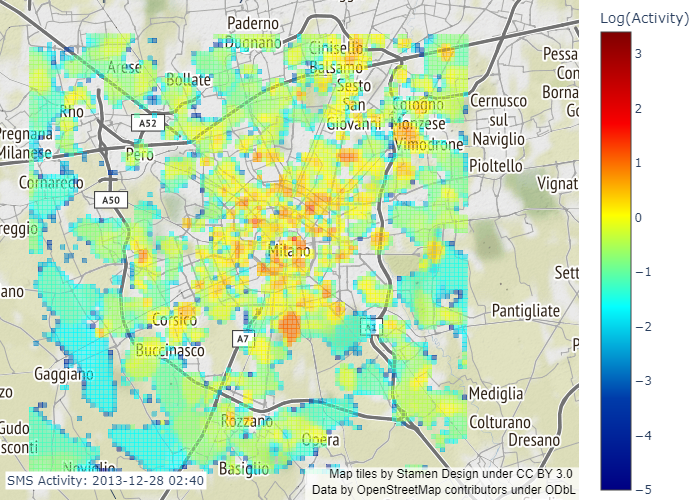 Log(Activity)
3
2
1
0
−1
−2
−3
−4
−5
Paderno
Dugnano
Cinisello
Balsamo
Arese
Bollate
Sesto
San
Giovanni
Cologno
Monzese
Cernusco
sul
Naviglio
Pessa
Con
Borna
Go
Rho
A52
Pregnana
Milanese
Pero
Vimodrone
Pioltello
Cornaredo
A50
Vignat
reggio
Milano
Sett
ano
Corsico
A7
A1
Pantigliate
Buccinasco
P
Gaggiano
zo
Mediglia
Rozzano
Colturano
Gudo
sconti
Opera
Dresano
Noviglio
Basiglio
SMS Activity: 2013-12-28 02:40
Map tiles by Stamen Design under CC BY 3.0
Data by OpenStreetMap contributors under ODbL